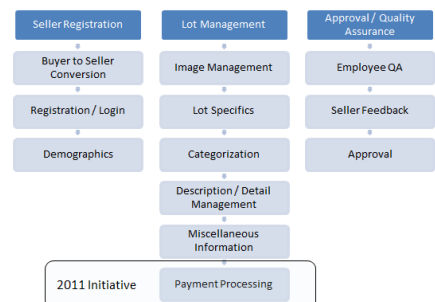 Seller Registration
Buyer to Seller
Conversion
Registration / Login
Demographics
Lot Management
Image Management
Lot Specifics
Categorization
Description / Detail
Management
Miscellaneous
Information
Payment Processing
2011 Initiative
Approval / Quality
Assurance
Employee QA
Seller Feedback
Approval